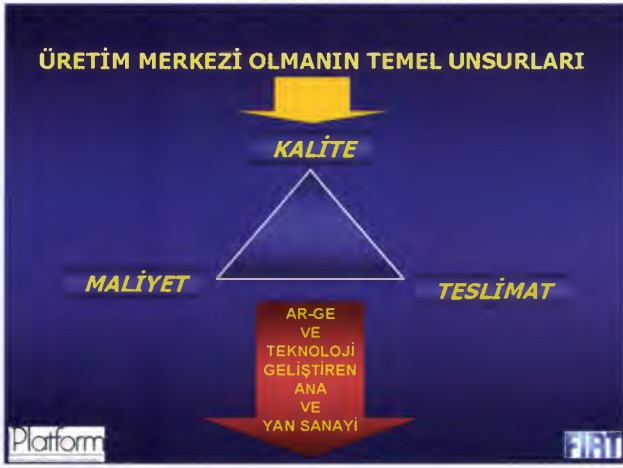 ÜRETİM MERKEZİ OLMANIN TEMEL UNSURLARI
KALİTE
MALİYET
TESLİMAT
AR-GE
VE
TEKNOLOJİ
GELİŞTİREN
ANA
VE
YAN SANAYİ
Platform
FIAT